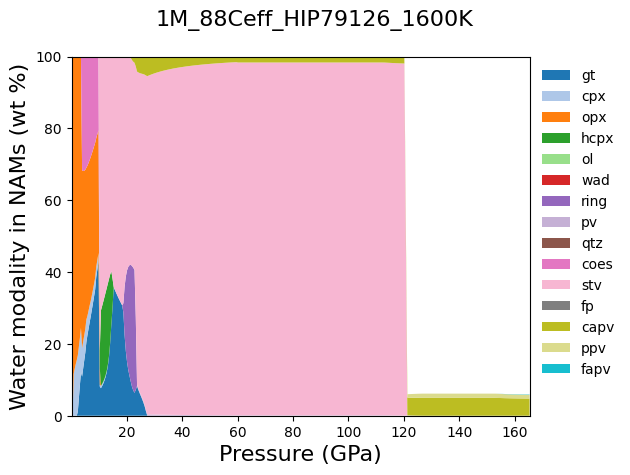 1M_88Ceff_HIP79126_1600K
Water modality in NAMs (wt %)
100
80
60
40
20
0
20
40
60
80
100
120
140
160
Pressure (GPa)
gt
cpx
opx
hcpx
ol
wad
ring
pv
qtz
coes
stv
fp
capv
ppv
fapv